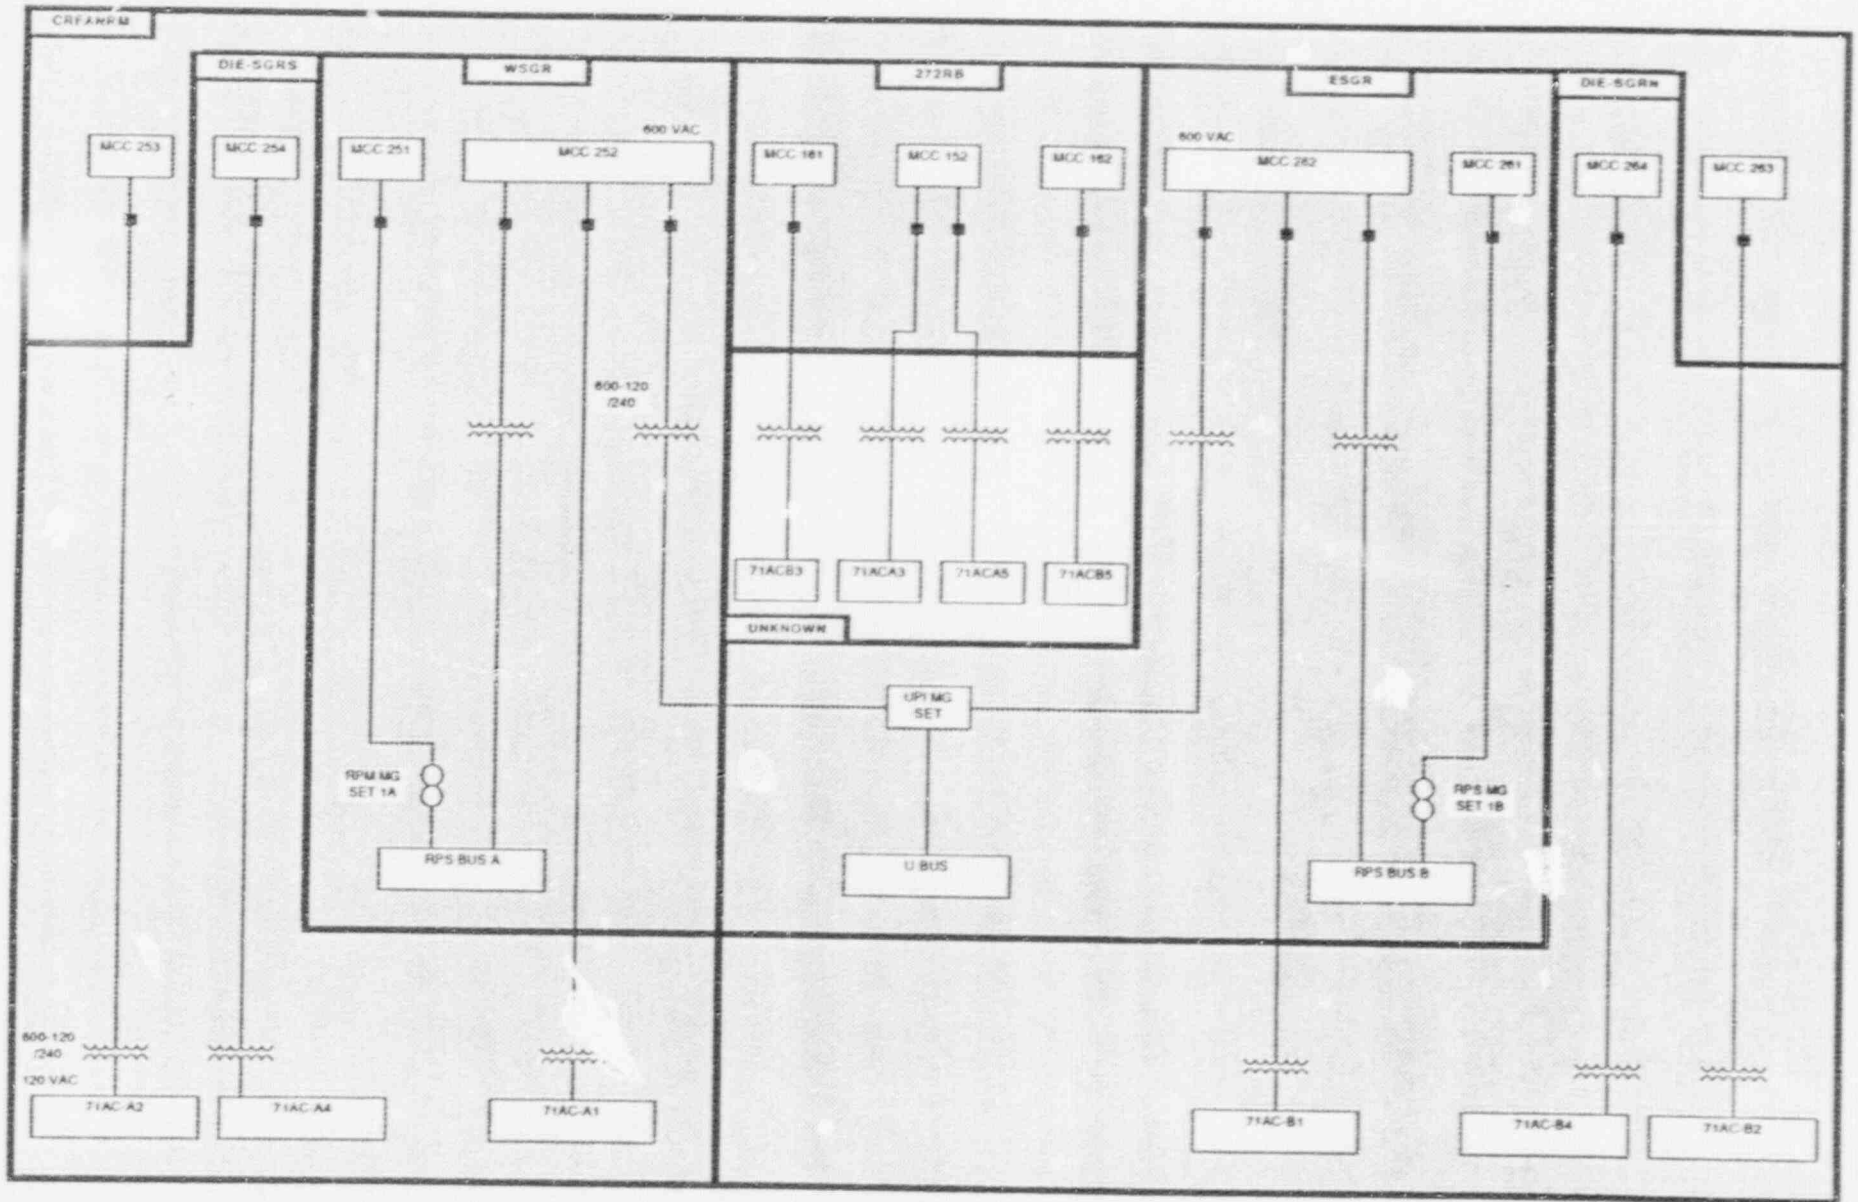 CREAHRM
DIE-SGRS
WSGR
272RB
ESGR
DIE-SGRN
600 VAC
600 VAC
MCC 253
MCC 254
MCC 251
MCC 252
MCC 161
MCC 152
MCC 162
MCC 262
MCC 261
MCC 264
MCC 263
600-120
/240
71ACB3
71ACA3
71ACA5
71ACB5
UNKNOWN
UPI MG
SET
RPM MG
SET 1A
RPS MG
SET 1B
RPS BUS A
U BUS
RPS BUS B
600-120
/240
120 VAC
71AC-A2
71AC-A4
71AC-A1
71AC-B1
71AC-B4
71AC-B2